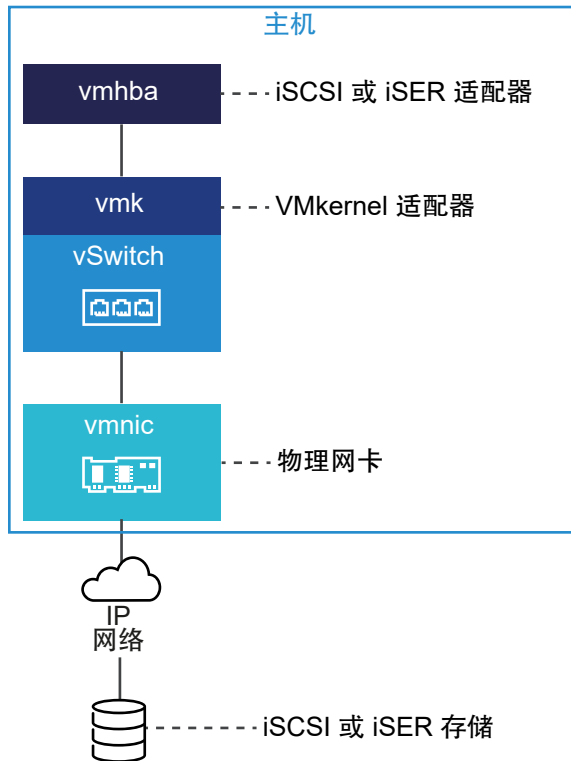 主机
vmhba
iSCSI 或 iSER 适配器
vmk
VMkernel 适配器
vSwitch
vmnic
物理网卡
IP
网络
iSCSI 或 iSER 存储